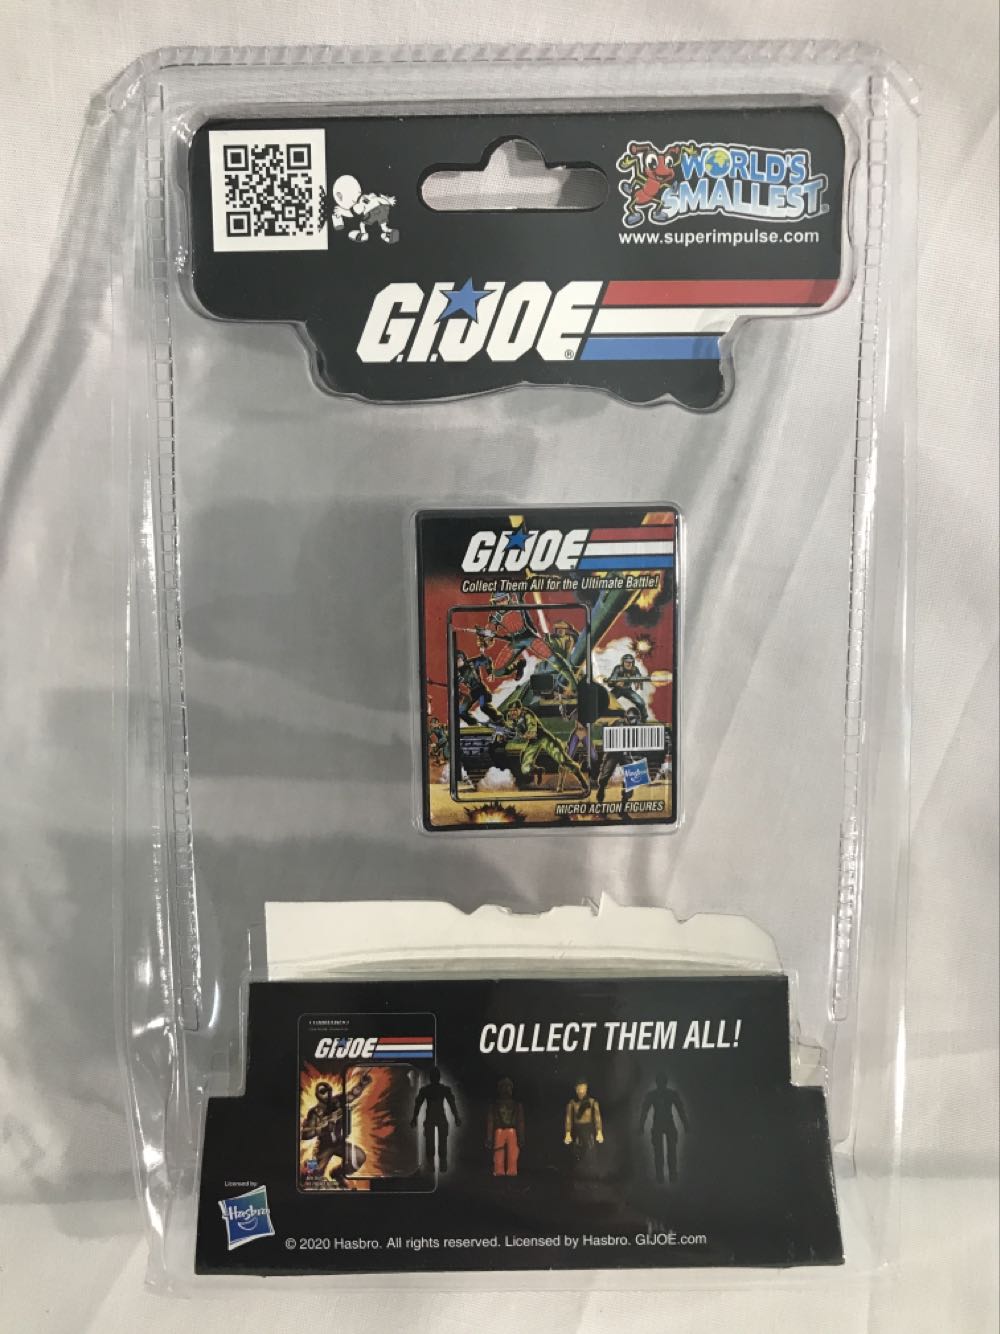 WORLD'S
SMALLEST
www.superimpulse.com
G.I.JOE®
G.I.JOE
Collect Them All for the Ultimate Battle!
Hasbro
MICRO ACTION FIGURES
G.I.JOE
COLLECT THEM ALL!
Licensed by:
Hasbro
© 2020 Hasbro. All rights reserved. Licensed by Hasbro. GIJOE.com